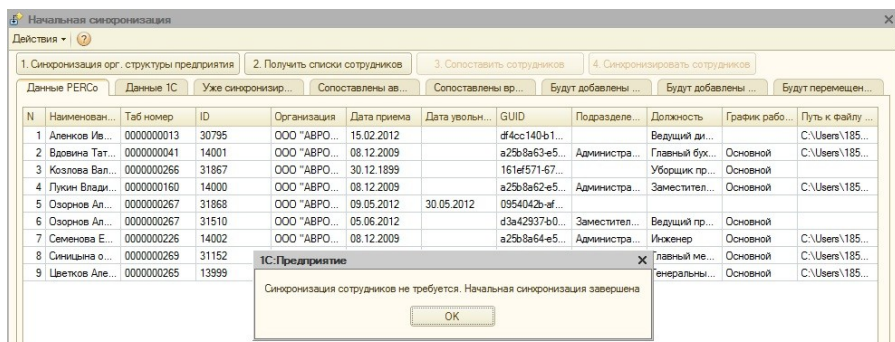 Начальная синхронизация
Действия
1. Синхронизация орг. структуры предприятия 2. Получить списки сотрудников 3. Сопоставить сотрудников 4. Синхронизировать сотрудников
Данные PERCo Данные 1С Уже синхронизир... Сопоставлены ав... Сопоставлены вр... Будут добавлены ... Будут добавлены ... Будут перемещен...
N Наименован... Таб номер ID Организация Дата приема Дата увольн... GUID Подразделе... Должность График рабо... Путь к файлу ...
1 Аленков Ив... 0000000013 30795 ООО "АВРО... 15.02.2012 df4cc140-b1... Ведущий ди... C:\Users\185...
2 Вдовина Тат... 0000000041 14001 ООО "АВРО... 08.12.2009 a25b8a63-e5... Администра... Главный бух... Основной C:\Users\185...
3 Козлова Вал... 0000000266 31867 ООО "АВРО... 30.12.1899 161ef571-67... Уборщик пр... Основной
4 Лукин Влади... 0000000160 14000 ООО "АВРО... 08.12.2009 a25b8a62-e5... Администра... Заместител... Основной C:\Users\185...
5 Озорнов Ал... 0000000267 31868 ООО "АВРО... 09.05.2012 30.05.2012 0954042b-af...
6 Озорнов Ал... 0000000267 31510 ООО "АВРО... 05.06.2012 d3a42937-b0... Заместител... Ведущий пр... Основной
7 Семенова Е... 0000000226 14002 ООО "АВРО... 08.12.2009 a25b8a64-e5... Администра... Инженер Основной C:\Users\185...
8 Синицына о... 0000000269 31152 Главный ме... Основной C:\Users\185...
9 Цветков Але... 0000000265 13999 Генеральны... Основной C:\Users\185...
1С:Предприятие
Синхронизация сотрудников не требуется. Начальная синхронизация завершена
OK